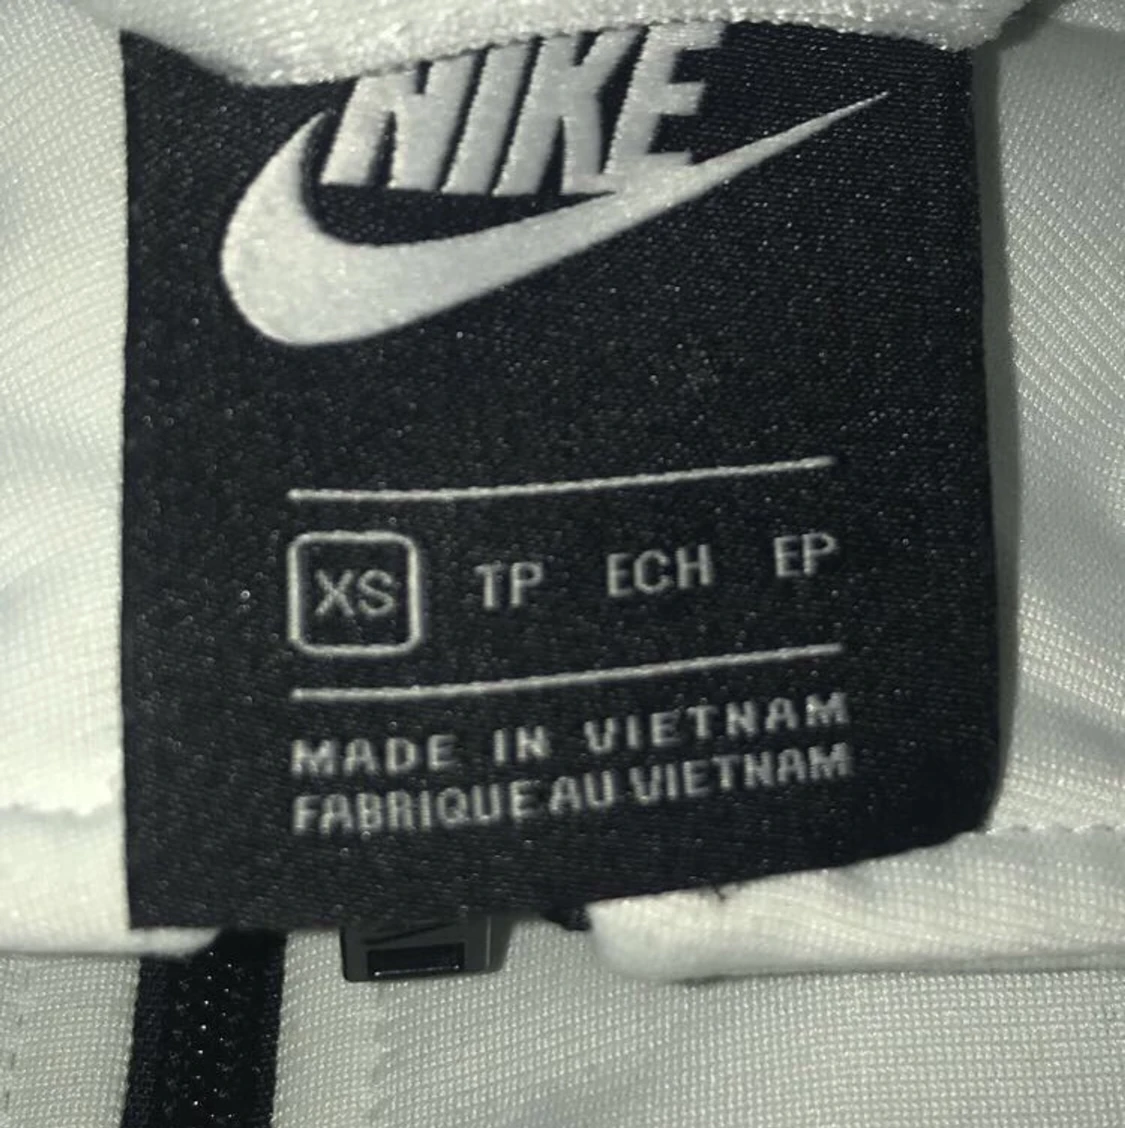 NIKE
XS TP ECH EP
MADE IN VIETNAM
FABRIQUE AU VIETNAM